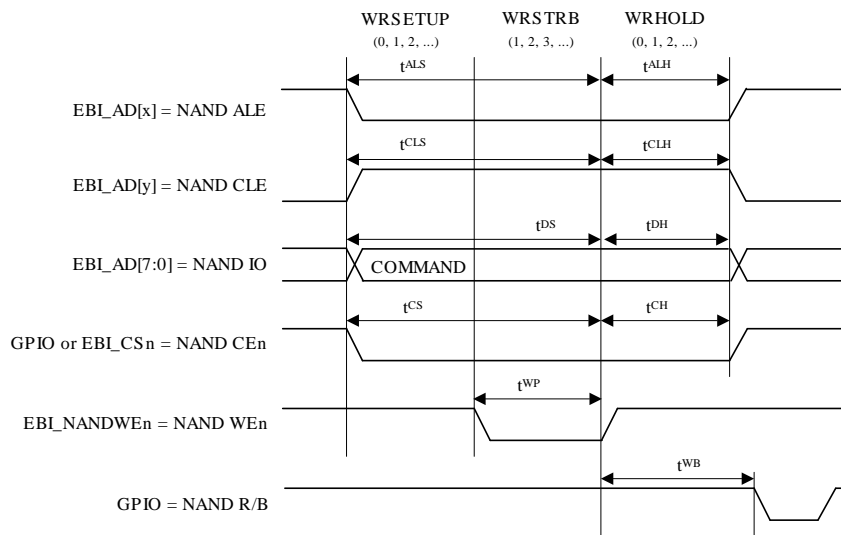 WRSETUP WRSTRB WRHOLD
(0, 1, 2, ...) (1, 2, 3, ...) (0, 1, 2, ...)
tALS tALH
EBI_AD[x] = NAND ALE
tCLS tCLH
EBI_AD[y] = NAND CLE
tDS tDH
EBI_AD[7:0] = NAND IO COMMAND
tCS tCH
GPIO or EBI_CSn = NAND CEn
tWP
EBI_NANDWEn = NAND WEn
tWB
GPIO = NAND R/B